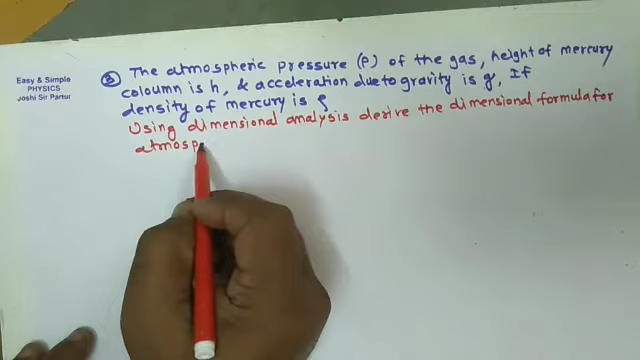 Easy & Simple
PHYSICS
Joshi Sir Partur
③ The atmospheric pressure (P) of the gas, height of mercury
coloumn is h, & acceleration due to gravity is g, If
density of mercury is ρ
Using dimensional analysis derive the dimensional formula for
atmosp